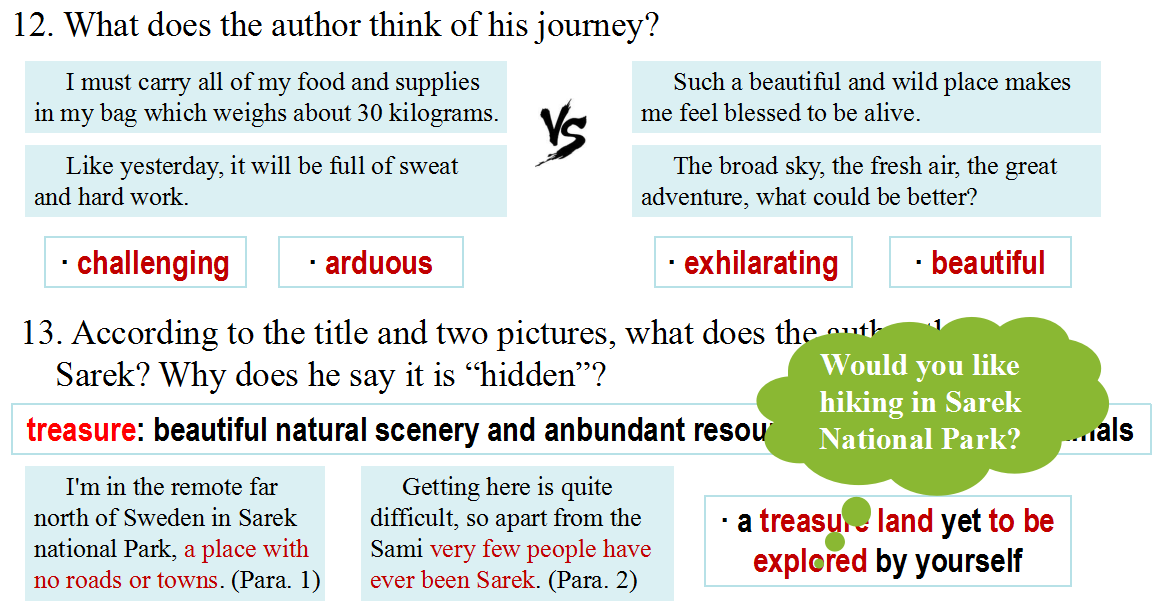 12. What does the author think of his journey?
I must carry all of my food and supplies
in my bag which weighs about 30 kilograms.
VS
Such a beautiful and wild place makes
me feel blessed to be alive.
Like yesterday, it will be full of sweat
and hard work.
The broad sky, the fresh air, the great
adventure, what could be better?
· challenging
· arduous
· exhilarating
· beautiful
13. According to the title and two pictures, what does the
Sarek? Why does he say it is “hidden”?
Would you like
hiking in Sarek
National Park?
treasure: beautiful natural scenery and anbundant
I'm in the remote far
north of Sweden in Sarek
national Park, a place with
no roads or towns. (Para. 1)
Getting here is quite
difficult, so apart from the
Sami very few people have
ever been Sarek. (Para. 2)
· a treasure land yet to be
explored by yourself